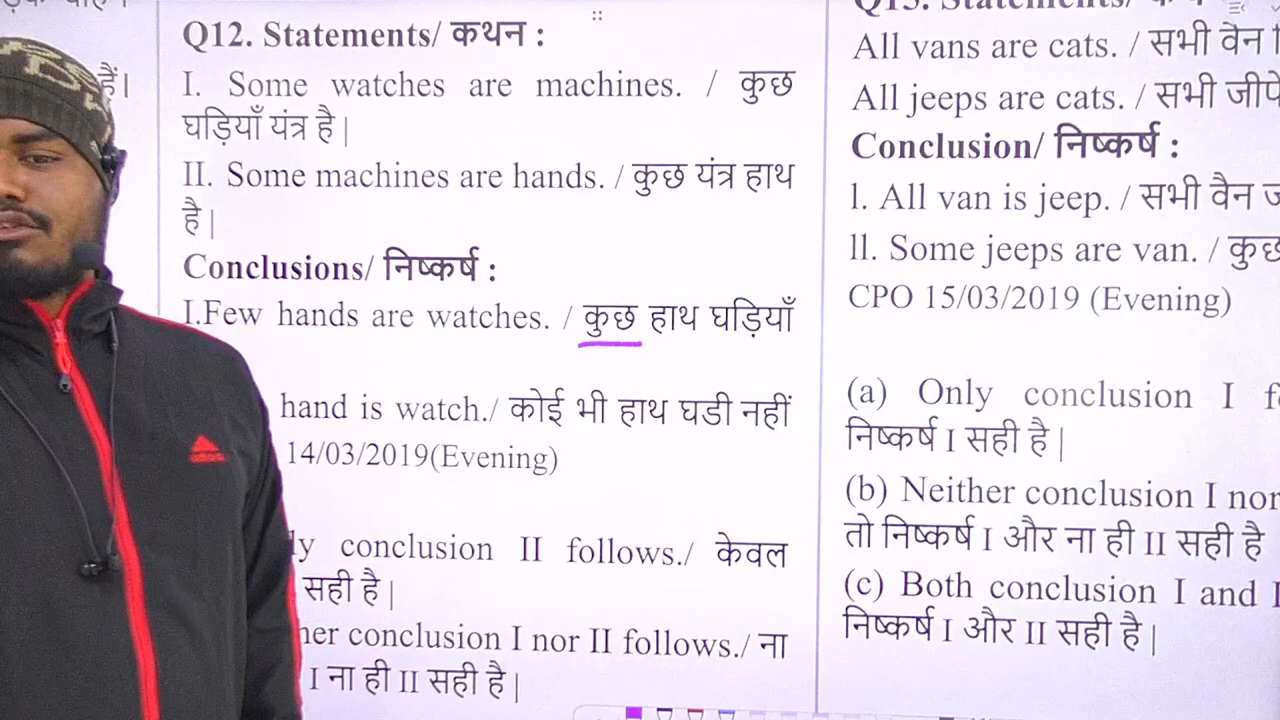 हैं|
Q12. Statements/ कथन :
I. Some watches are machines. / कुछ
घड़ियाँ यंत्र है |
II. Some machines are hands. / कुछ यंत्र हाथ
है |
Conclusions/ निष्कर्ष :
I.Few hands are watches. / कुछ हाथ घड़ियाँ
hand is watch./ कोई भी हाथ घडी नहीं
14/03/2019(Evening)
ly conclusion II follows./ केवल
सही है |
her conclusion I nor II follows./ ना
I ना ही II सही है |
All vans are cats. / सभी वेन
All jeeps are cats. / सभी जीपे
Conclusion/ निष्कर्ष :
l. All van is jeep. / सभी वैन
ll. Some jeeps are van. / कुछ
CPO 15/03/2019 (Evening)
(a) Only conclusion I
निष्कर्ष I सही है |
(b) Neither conclusion I nor
तो निष्कर्ष I और ना ही II सही है
(c) Both conclusion I and
निष्कर्ष I और II सही है |
adidas